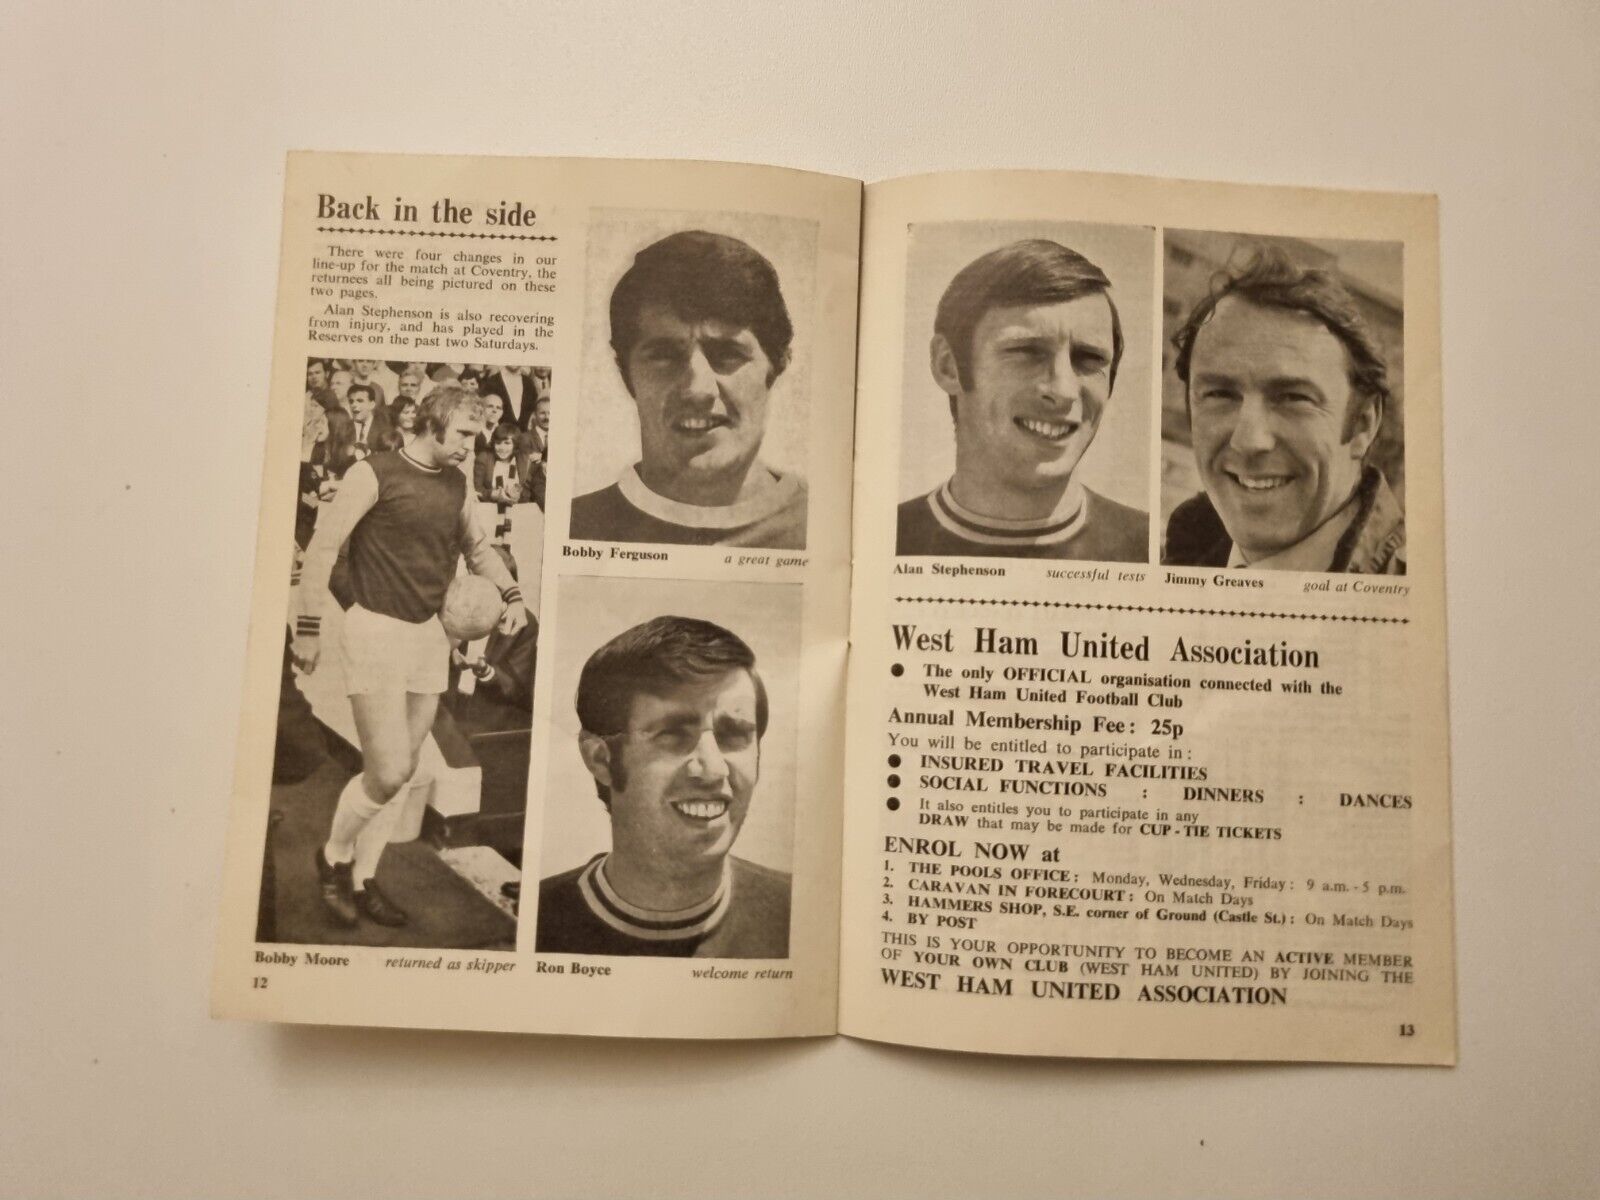 Back in the side
There were four changes in our
line-up for the match at Coventry, the
returnees all being pictured on these
two pages.
Alan Stephenson is also recovering
from injury, and has played in the
Reserves on the past two Saturdays.
Bobby Ferguson a great game
Bobby Moore returned as skipper
Ron Boyce welcome return
12
Alan Stephenson successful tests
Jimmy Greaves goal at Coventry
West Ham United Association
● The only OFFICIAL organisation connected with the
West Ham United Football Club
Annual Membership Fee: 25p
You will be entitled to participate in:
● INSURED TRAVEL FACILITIES
● SOCIAL FUNCTIONS : DINNERS : DANCES
● It also entitles you to participate in any
DRAW that may be made for CUP-TIE TICKETS
ENROL NOW at
1. THE POOLS OFFICE: Monday, Wednesday, Friday: 9 a.m.-5 p.m.
2. CARAVAN IN FORECOURT: On Match Days
3. HAMMERS SHOP, S.E. corner of Ground (Castle St.): On Match Days
4. BY POST
THIS IS YOUR OPPORTUNITY TO BECOME AN ACTIVE MEMBER
OF YOUR OWN CLUB (WEST HAM UNITED) BY JOINING THE
WEST HAM UNITED ASSOCIATION
13